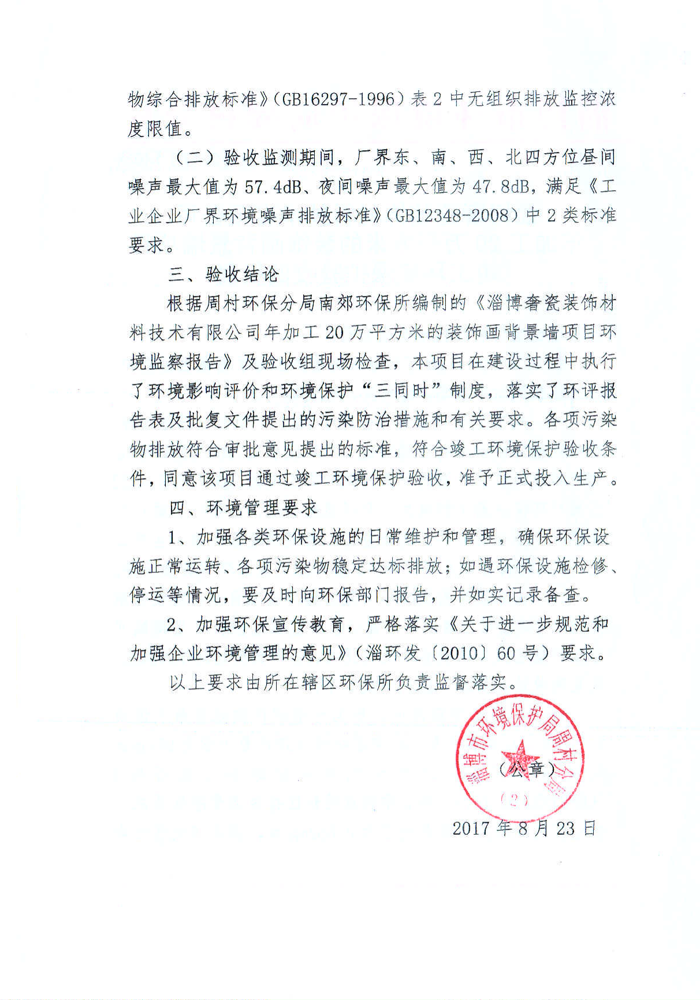 物综合排放标准》（GB16297-1996）表2中无组织排放监控浓
度限值。
（二）验收监测期间，厂界东、南、西、北四方位昼间
噪声最大值为57.4dB、夜间噪声最大值为47.8dB，满足《工
业企业厂界环境噪声排放标准》（GB12348-2008）中2类标准
要求。
三、验收结论
根据周村环保分局南郊环保所编制的《淄博奢瓷装饰材
料技术有限公司年加工20万平方米的装饰画背景墙项目环
境监察报告》及验收组现场检查，本项目在建设过程中执行
了环境影响评价和环境保护“三同时”制度，落实了环评报
告表及批复文件提出的污染防治措施和有关要求。各项污染
物排放符合审批意见提出的标准，符合竣工环境保护验收条
件，同意该项目通过竣工环境保护验收，准予正式投入生产。
四、环境管理要求
1、加强各类环保设施的日常维护和管理，确保环保设
施正常运转、各项污染物稳定达标排放；如遇环保设施检修、
停运等情况，要及时向环保部门报告，并如实记录备查。
2、加强环保宣传教育，严格落实《关于进一步规范和
加强企业环境管理的意见》（淄环发〔2010〕60号）要求。
以上要求由所在辖区环保所负责监督落实。
淄博市环境保护局周村分局
（公章）
（2）
2017年8月23日